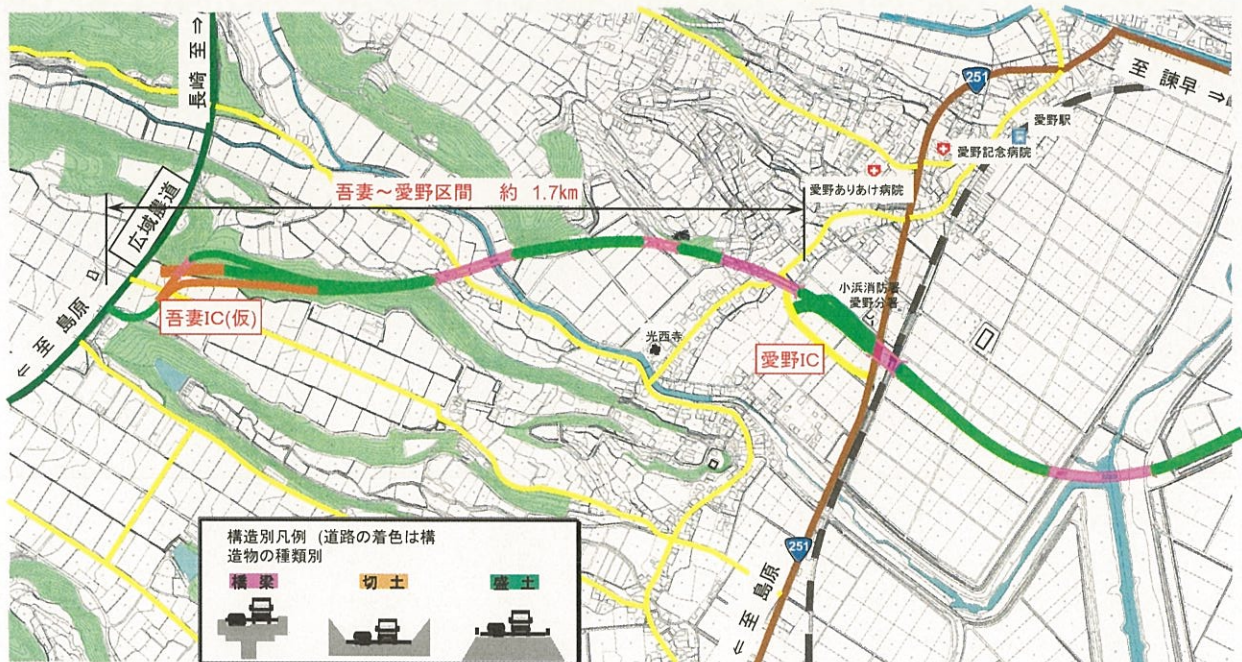 長崎 至⇒
251
至 諫早⇒
愛野駅
愛野記念病院
愛野ありあけ病院
吾妻～愛野区間 約 1.7km
広域農道
吾妻IC(仮)
⇐ 至 島原
小浜消防署
愛野分署
光西寺
愛野IC
251
⇐ 至 島原
構造別凡例 (道路の着色は構
造物の種類別
橋 梁
切 土
盛 土